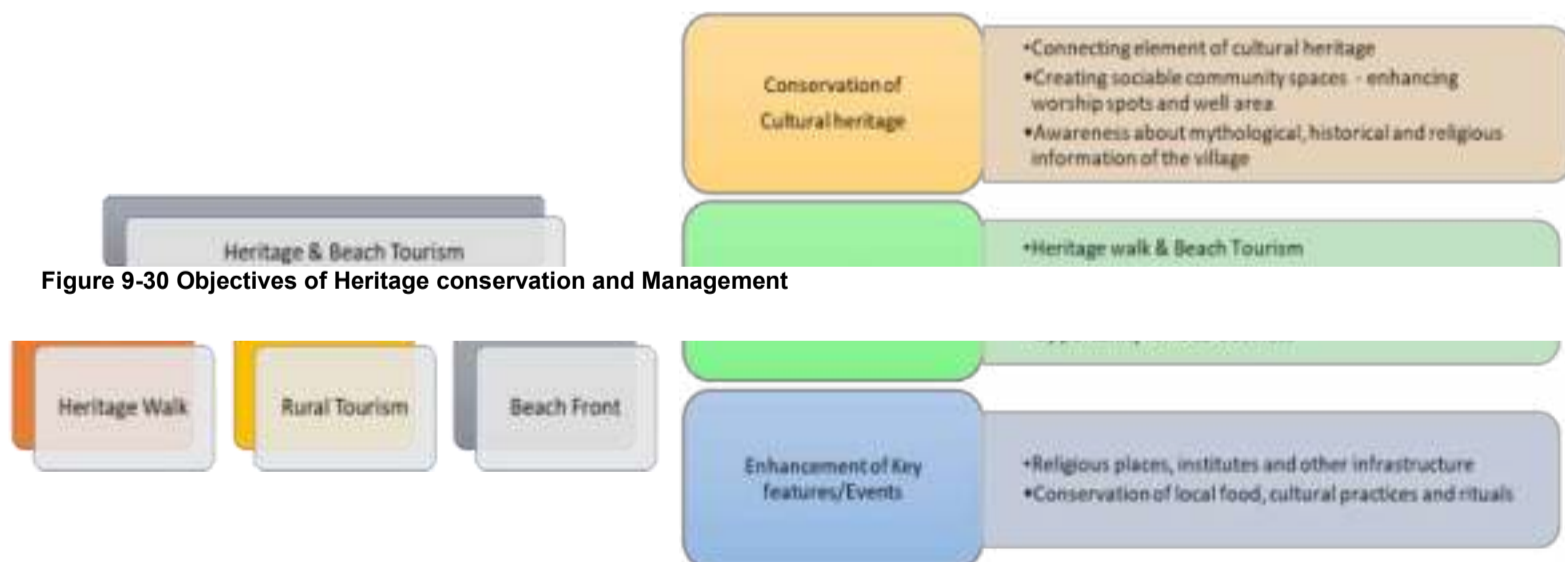 Conservation of
Cultural heritage
•Connecting element of cultural heritage
•Creating sociable community spaces - enhancing
worship spots and well area
•Awareness about mythological, historical and religious
information of the village
Heritage & Beach Tourism
•Heritage walk & Beach Tourism
Figure 9-30 Objectives of Heritage conservation and Management
Heritage Walk
Rural Tourism
Beach Front
Enhancement of Key
features/Events
•Religious places, institutes and other infrastructure
•Conservation of local food, cultural practices and rituals